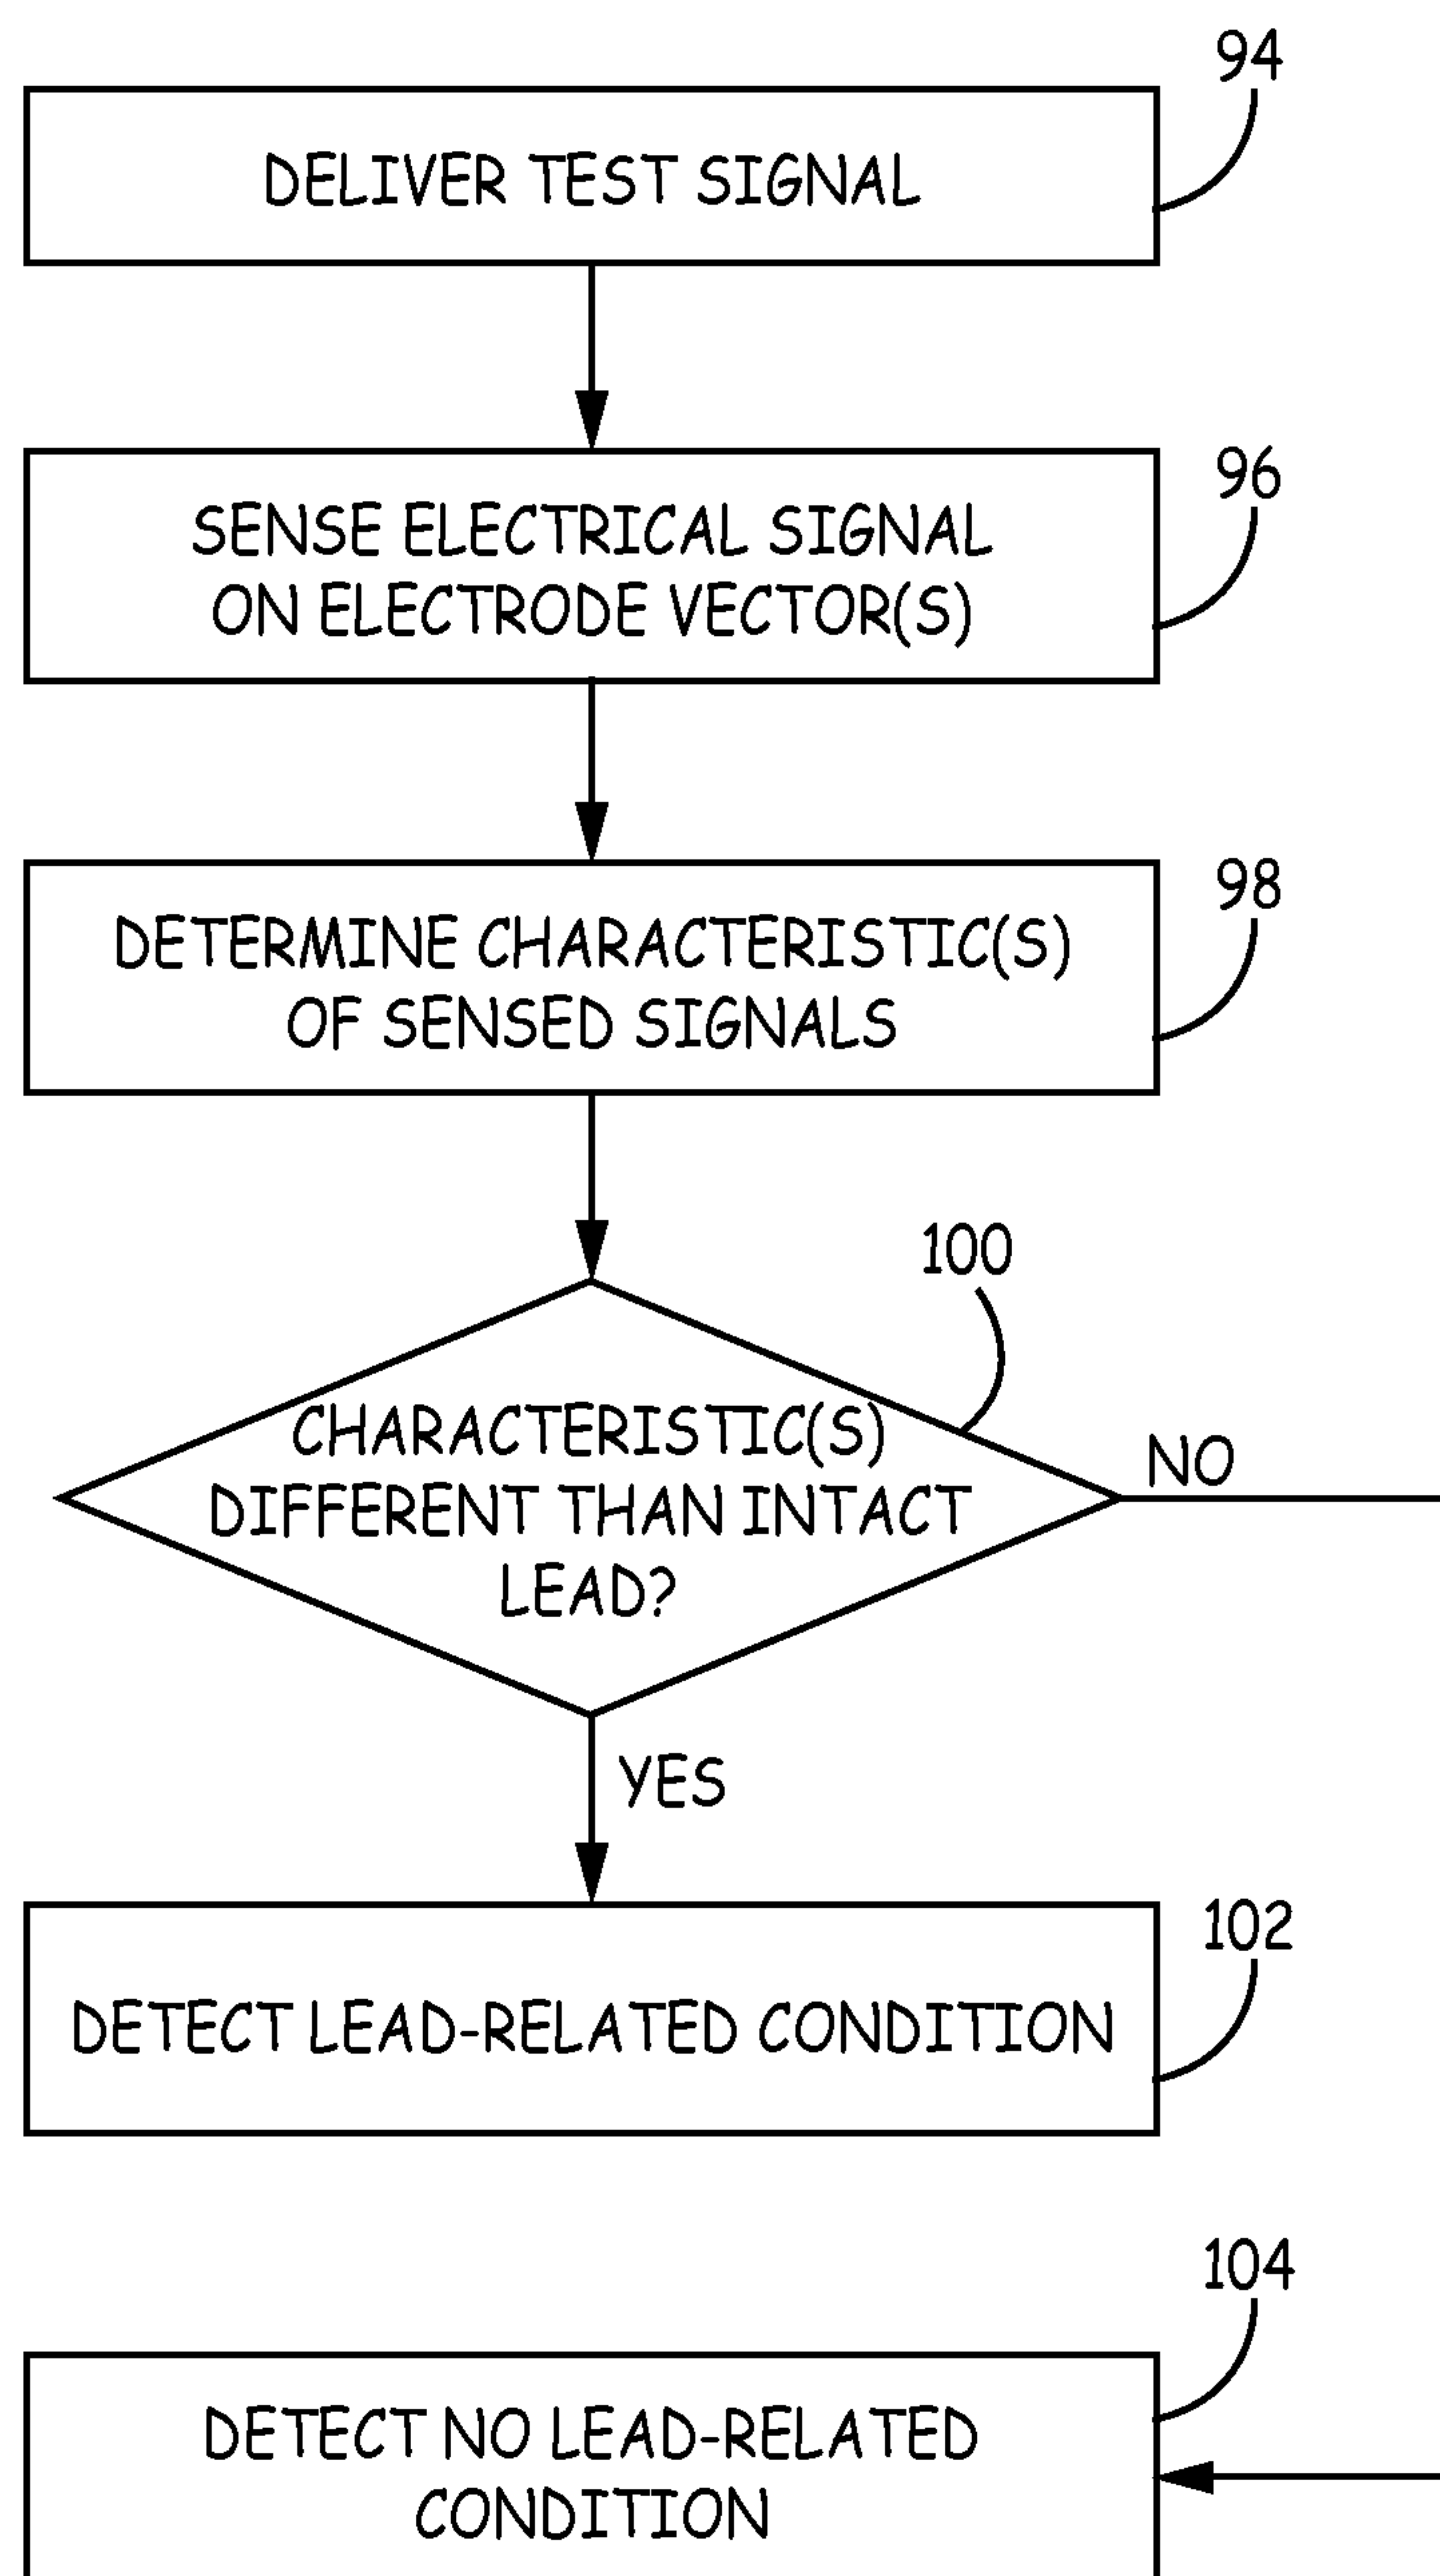 94
DELIVER TEST SIGNAL
96
SENSE ELECTRICAL SIGNAL
ON ELECTRODE VECTOR(S)
98
DETERMINE CHARACTERISTIC(S)
OF SENSED SIGNALS
100
CHARACTERISTIC(S)
DIFFERENT THAN INTACT
LEAD?
NO
YES
102
DETECT LEAD-RELATED CONDITION
104
DETECT NO LEAD-RELATED
CONDITION